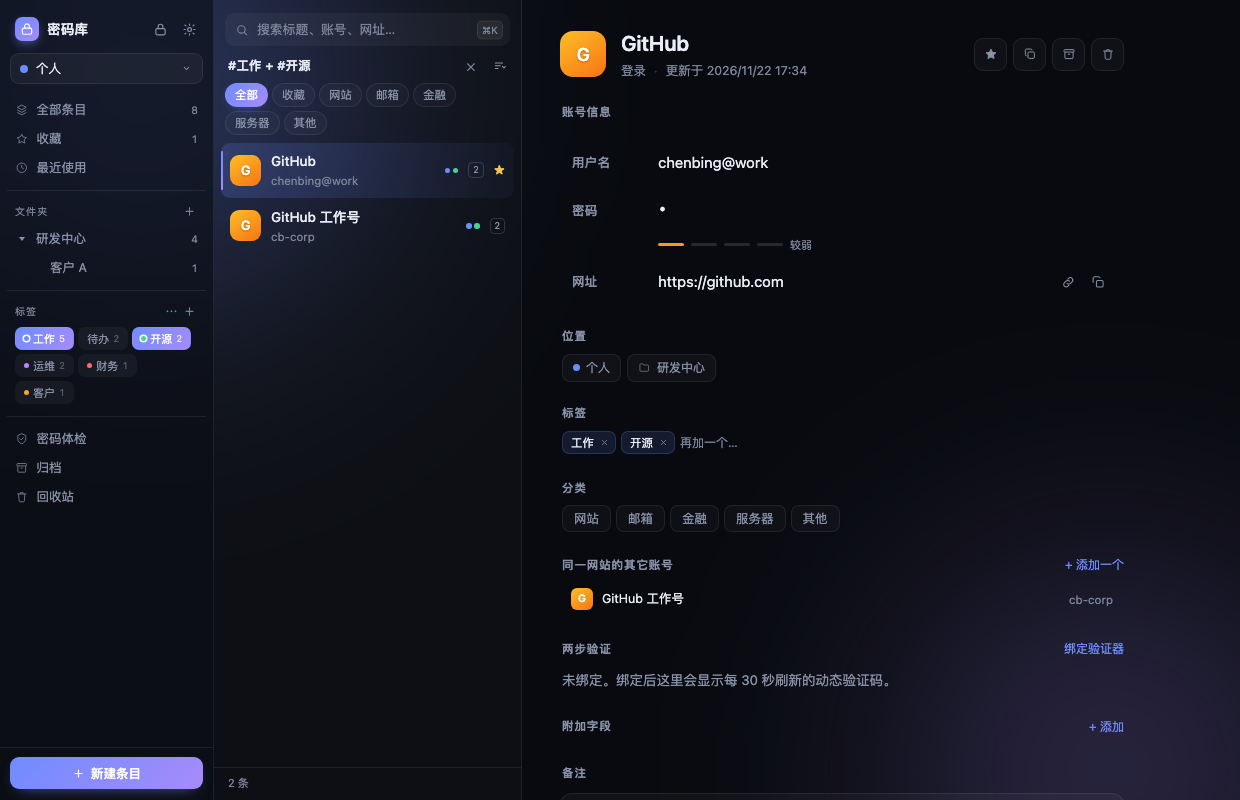 密码库
个人
全部条目 8
收藏 1
最近使用
文件夹
研发中心 4
客户 A 1
标签
工作 5 待办 2 开源 2
运维 2 财务 1
客户 1
密码体检
归档
回收站
新建条目
搜索标题、账号、网址... ⌘K
#工作 + #开源
全部 收藏 网站 邮箱 金融
服务器 其他
G GitHub
chenbing@work 2
G GitHub 工作号
cb-corp 2
2 条
G GitHub
登录 · 更新于 2026/11/22 17:34
账号信息
用户名 chenbing@work
密码 •
较弱
网址 https://github.com
位置
个人 研发中心
标签
工作 × 开源 × 再加一个...
分类
网站 邮箱 金融 服务器 其他
同一网站的其它账号 + 添加一个
G GitHub 工作号 cb-corp
两步验证 绑定验证器
未绑定。绑定后这里会显示每 30 秒刷新的动态验证码。
附加字段 + 添加
备注